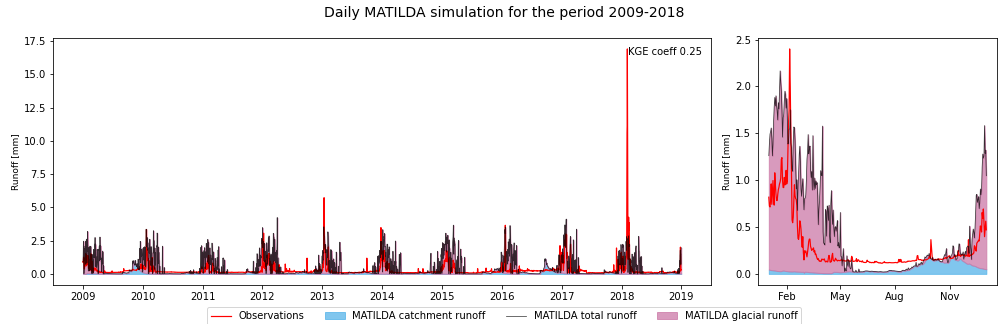 Daily MATILDA simulation for the period 2009-2018
Runoff [mm]
17.5
15.0
12.5
10.0
7.5
5.0
2.5
0.0
KGE coeff 0.25
2009 2010 2011 2012 2013 2014 2015 2016 2017 2018 2019
Runoff [mm]
2.5
2.0
1.5
1.0
0.5
0.0
Feb May Aug Nov
Observations MATILDA catchment runoff MATILDA total runoff MATILDA glacial runoff